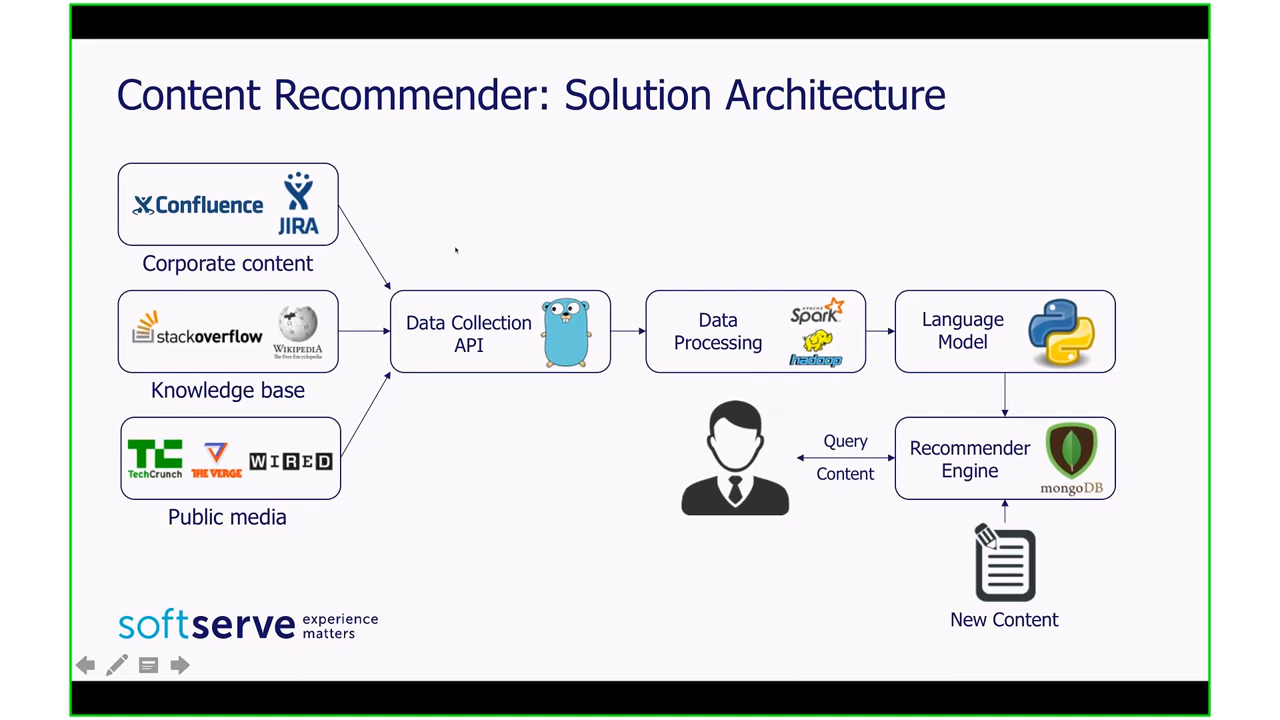 Content Recommender: Solution Architecture
Confluence
JIRA
Corporate content
stackoverflow
WIKIPEDIA
The Free Encyclopedia
Knowledge base
TC
TechCrunch
THE VERGE
WIRED
Public media
Data Collection
API
Data
Processing
APACHE
Spark
hadoop
Language
Model
Query
Content
Recommender
Engine
mongoDB
New Content
softserve
experience
matters